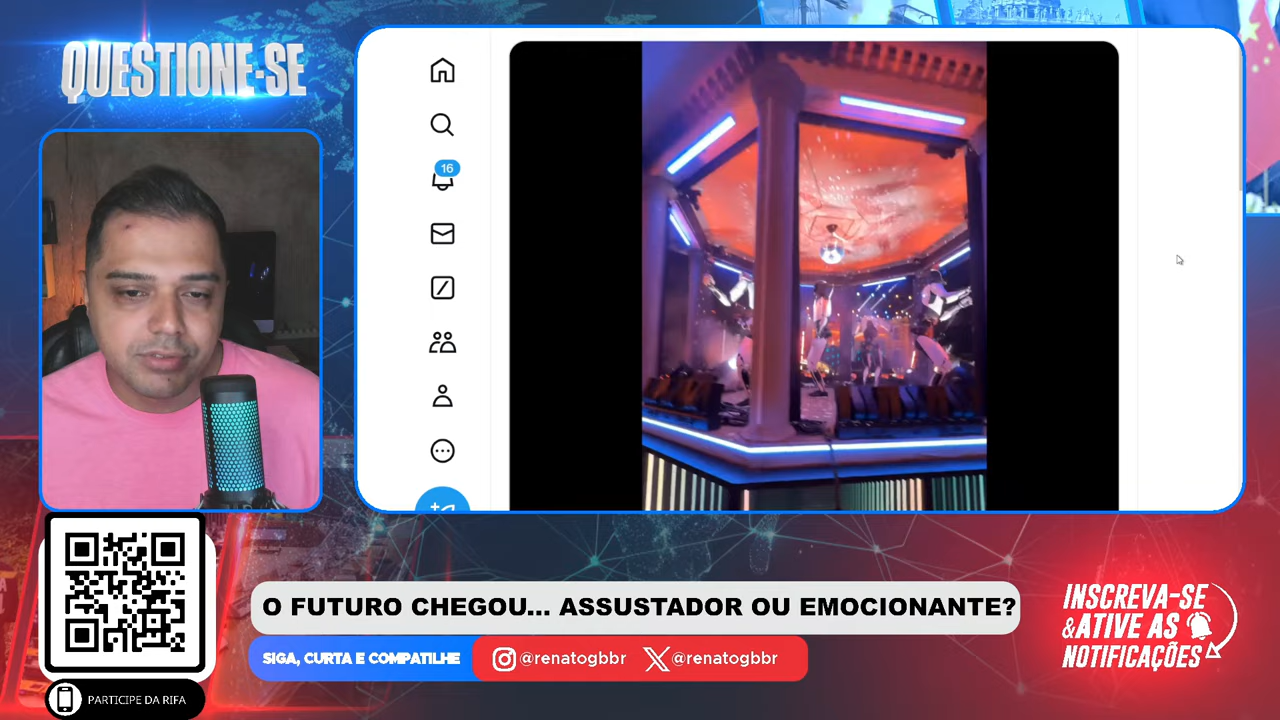 QUESTIONE-SE
16
O FUTURO CHEGOU... ASSUSTADOR OU EMOCIONANTE?
SIGA, CURTA E COMPATILHE
@renatogbbr
@renatogbbr
INSCREVA-SE
&ATIVE AS
NOTIFICAÇÕES
PARTICIPE DA RIFA